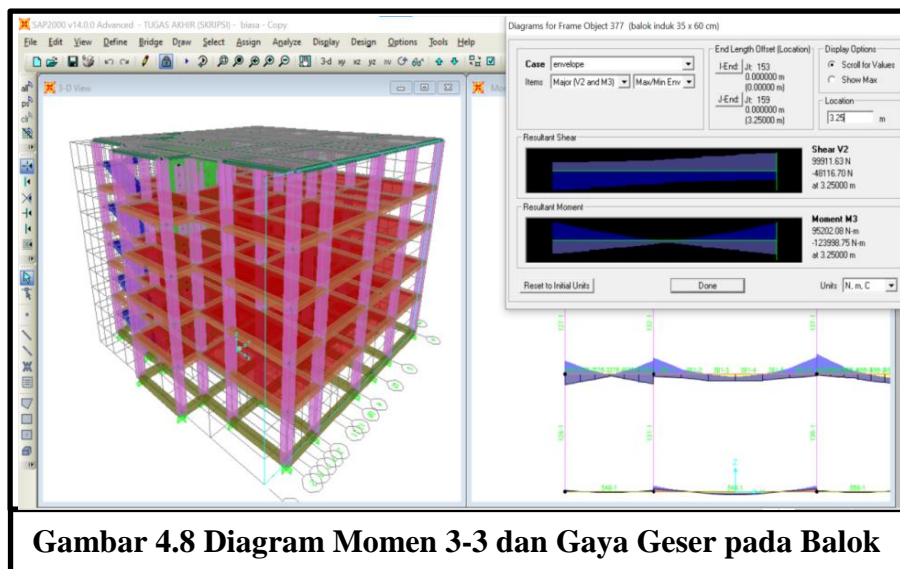 SAP2000 v14.0.0 Advanced - TUGAS AKHIR (SKRIPSI) - biasa - Copy
File Edit View Define Bridge Draw Select Assign Analyze Display Design Options Tools Help
3-d xy xz yz nv
3-D View
Diagrams for Frame Object 377 (balok induk 35 x 60 cm)
Case envelope
Items Major (V2 and M3) Max/Min Env
End Length Offset (Location)
I-End: Jt: 153
0.000000 m
(0.00000 m)
J-End: Jt: 159
0.000000 m
(3.25000 m)
Display Options
Scroll for Values
Show Max
Location
3.25 m
Resultant Shear
Shear V2
99911.63 N
-48116.70 N
at 3.25000 m
Resultant Moment
Moment M3
95202.08 N-m
-123998.75 N-m
at 3.25000 m
Reset to Initial Units
Done
Units N, m, C
Gambar 4.8 Diagram Momen 3-3 dan Gaya Geser pada Balok